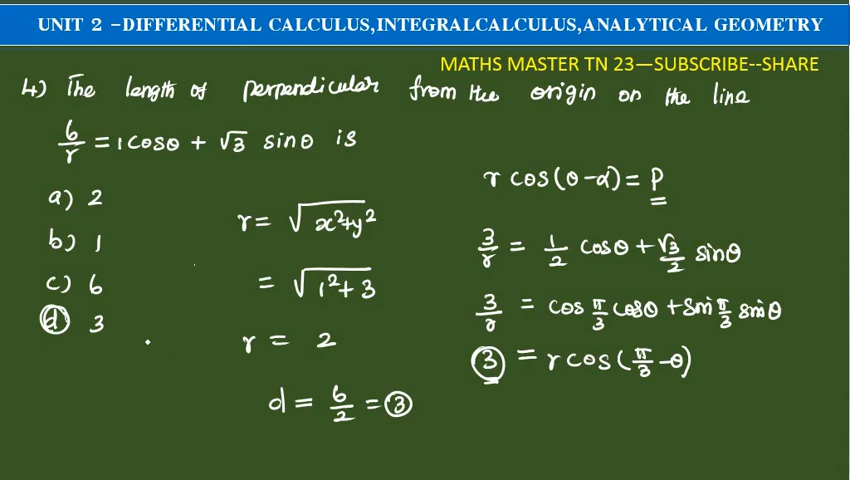 UNIT 2 -DIFFERENTIAL CALCULUS,INTEGRALCALCULUS,ANALYTICAL GEOMETRY
MATHS MASTER TN 23—SUBSCRIBE--SHARE
4) The length of perpendicular from the origin on the line
6/r = 1 cosθ + √3 sinθ is
a) 2
b) 1
c) 6
d) 3
r = √(x²+y²)
= √(1²+3)
r = 2
d = 6/2 = 3
r cos(θ-α) = P
3/r = 1/2 cosθ + √3/2 sinθ
3/r = cos π/3 cosθ + sin π/3 sinθ
3 = r cos(π/3 -θ)